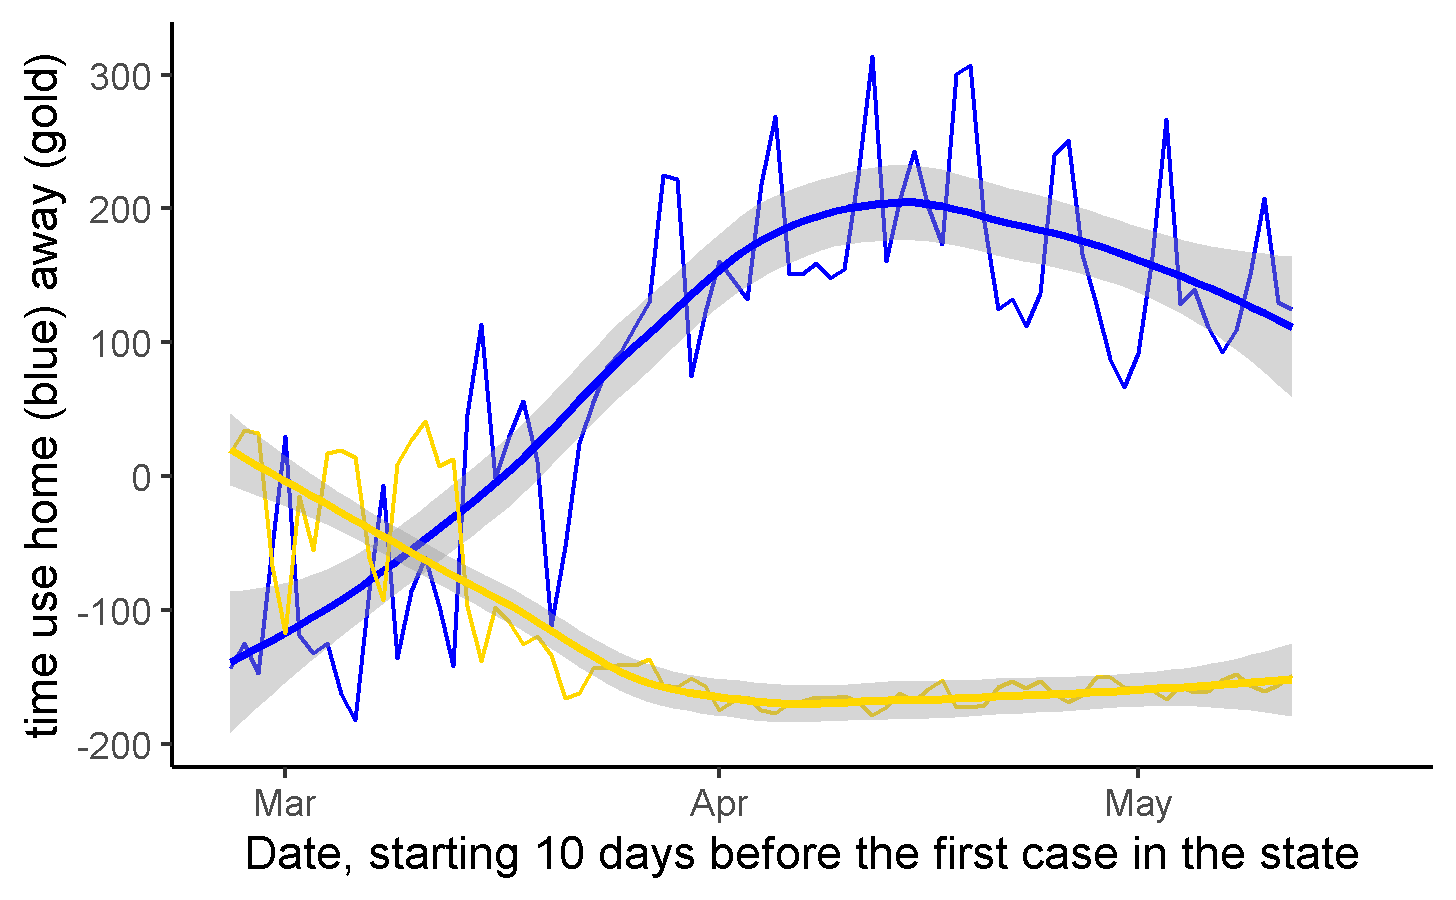 time use home (blue) away (gold)
300
200
100
0
-100
-200
Mar Apr May
Date, starting 10 days before the first case in the state